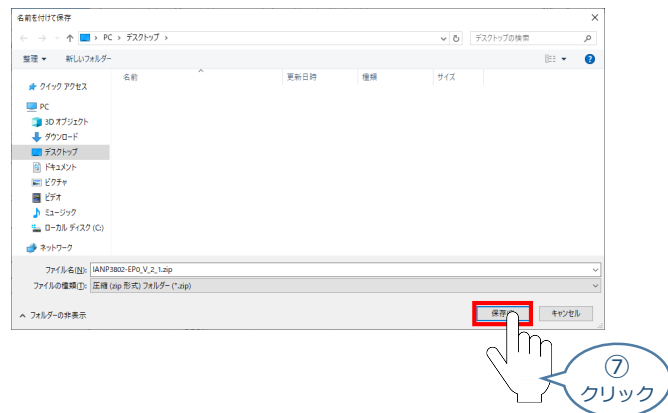 名前を付けて保存
PC › デスクトップ ›
デスクトップの検索
整理 ▾ 新しいフォルダー
名前 更新日時 種類 サイズ
クイック アクセス
PC
3D オブジェクト
ダウンロード
デスクトップ
ドキュメント
ピクチャ
ビデオ
ミュージック
ローカル ディスク (C:)
ネットワーク
ファイル名(N): IANP3802-EP0_V_2_1.zip
ファイルの種類(T): 圧縮 (zip 形式) フォルダー (*.zip)
フォルダーの非表示
保存 キャンセル
⑦
クリック